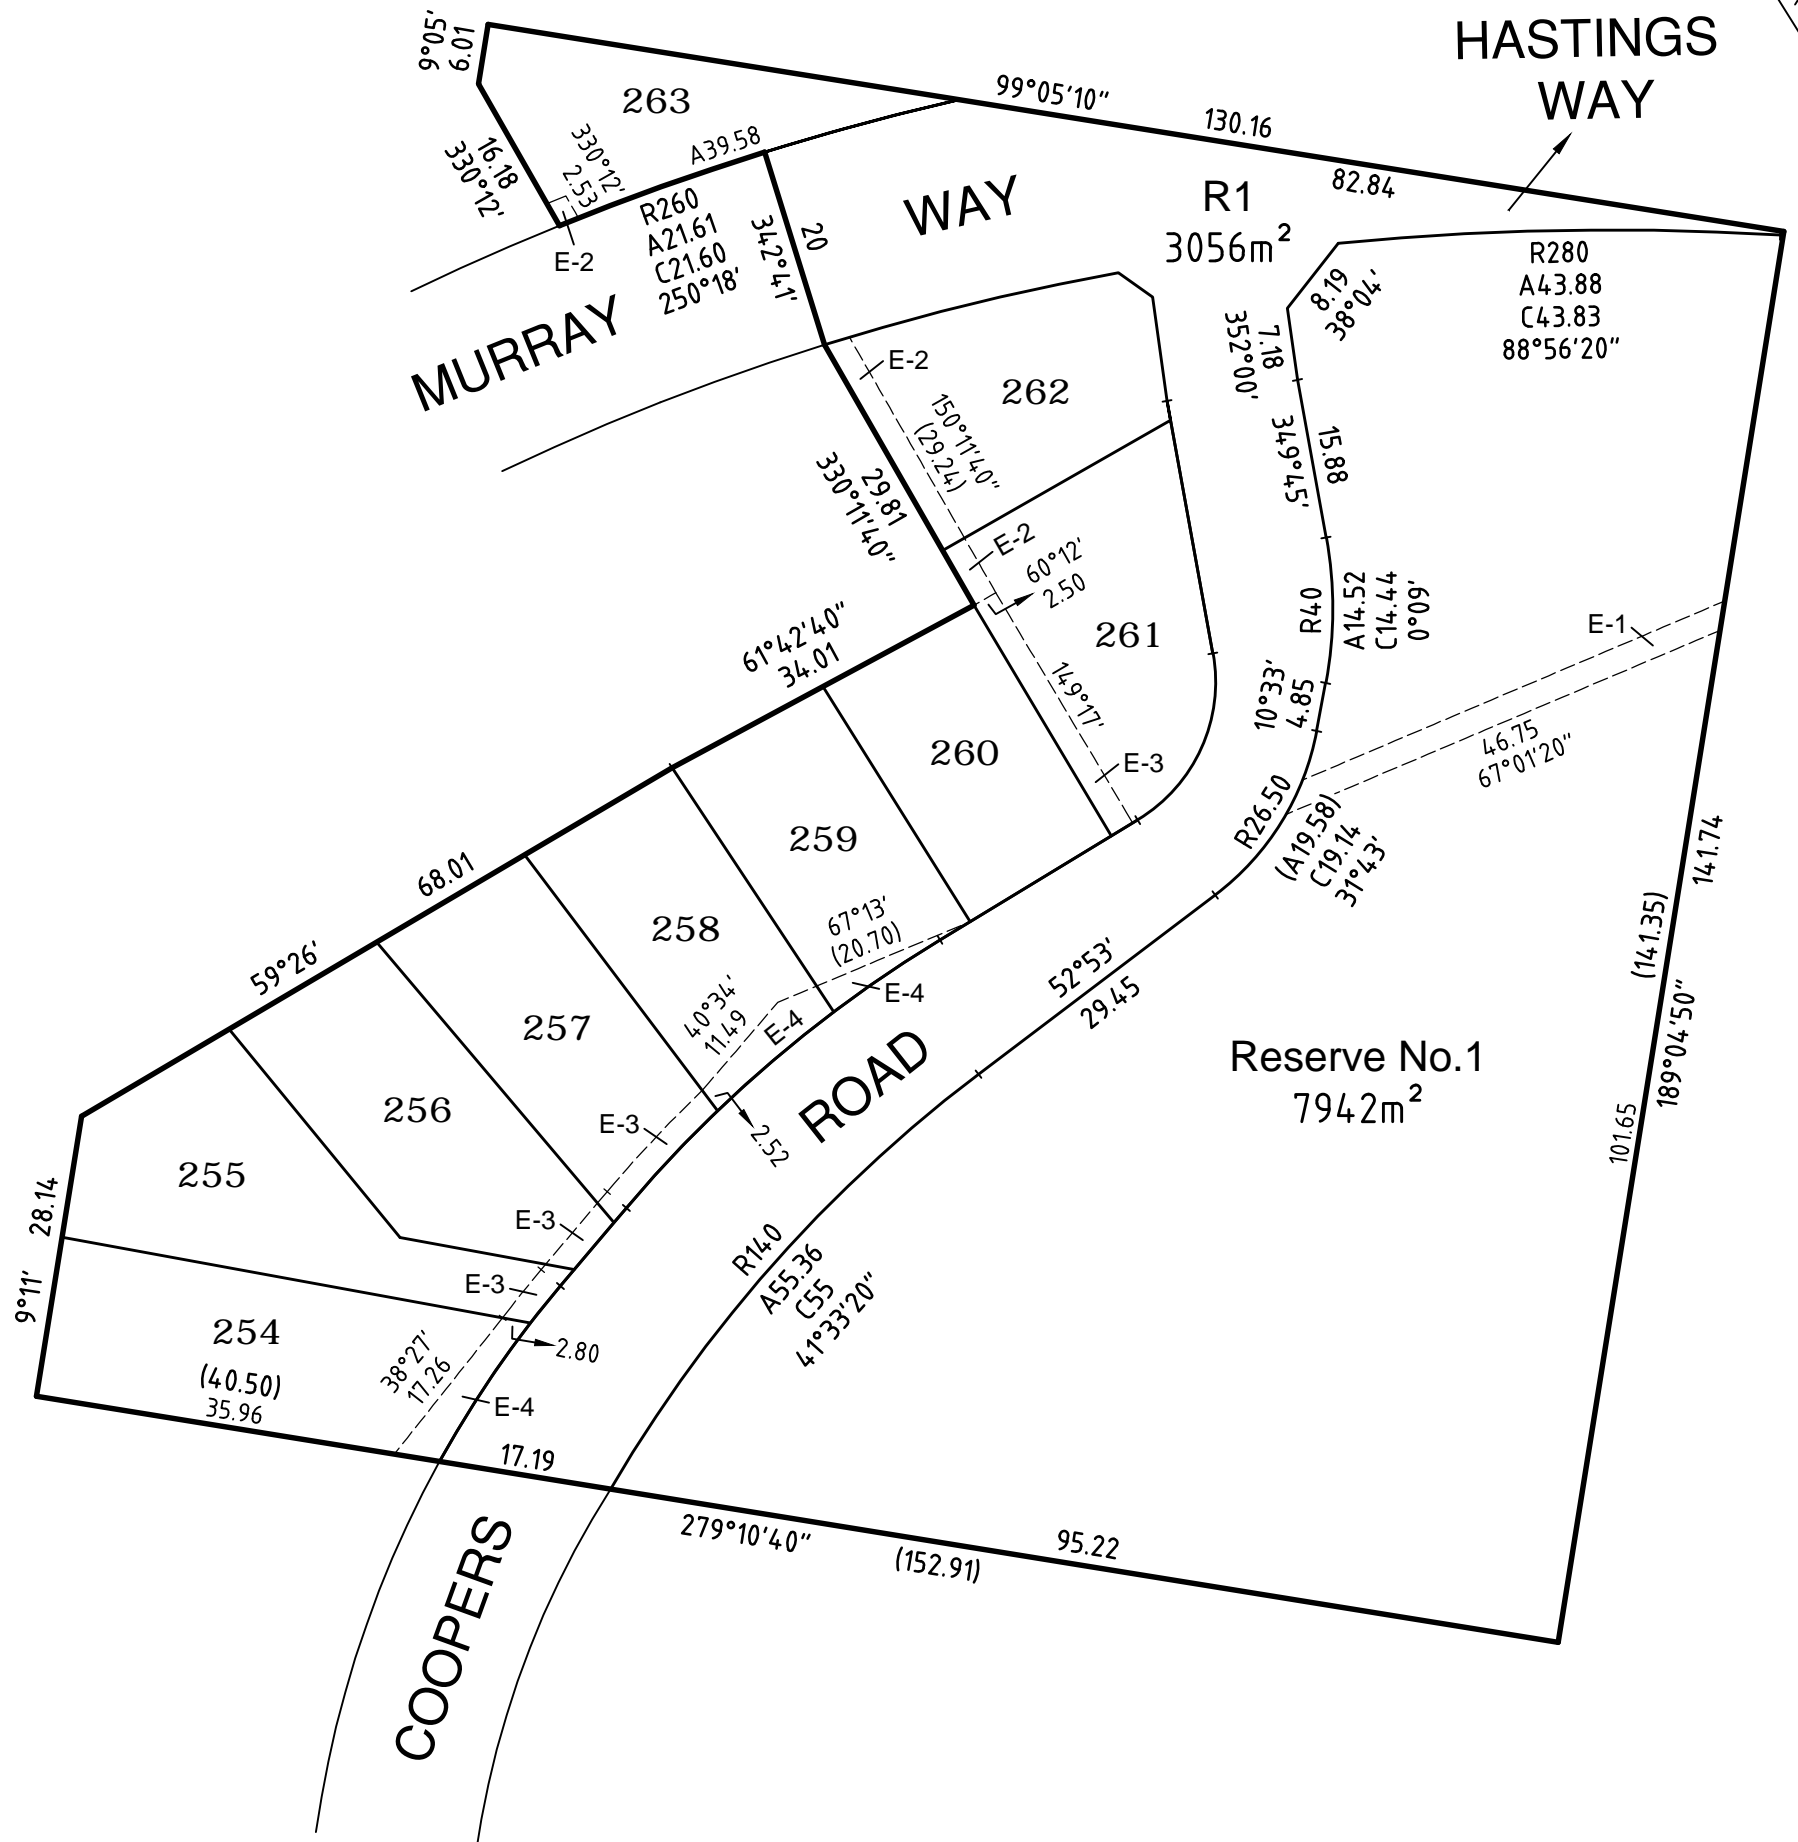 HASTINGS
WAY
9°05'
6.01
263
99°05'10"
130.16
82.84
16.18
330°12'
330°12'
2.53
A39.58
E-2
R260
A21.61
C21.60
250°18'
20
342°41'
WAY
R1
3056m²
MURRAY
8.19
38°04'
R280
A43.88
C43.83
88°56'20"
7.18
352°00'
E-2
262
150°11'40"
(29.24)
29.81
330°11'40"
349°45'
15.88
E-2
60°12'
2.50
261
R40
A14.52
C14.44
0°09'
E-1
61°42'40"
34.01
149°17'
10°33'
4.85
46.75
67°01'20"
260
E-3
R26.50
(A19.58)
C19.14
31°43'
259
141.74
(141.35)
189°04'50"
101.65
68.01
59°26'
258
67°13'
(20.70)
E-4
40°34'
11.49
E-4
52°53'
29.45
257
ROAD
Reserve No.1
7942m²
256
E-3
2.52
255
E-3
28.14
9°11'
E-3
R140
A55.36
C55
41°33'20"
254
(40.50)
35.96
38°27'
17.26
2.80
E-4
17.19
279°10'40"
(152.91)
95.22
COOPERS